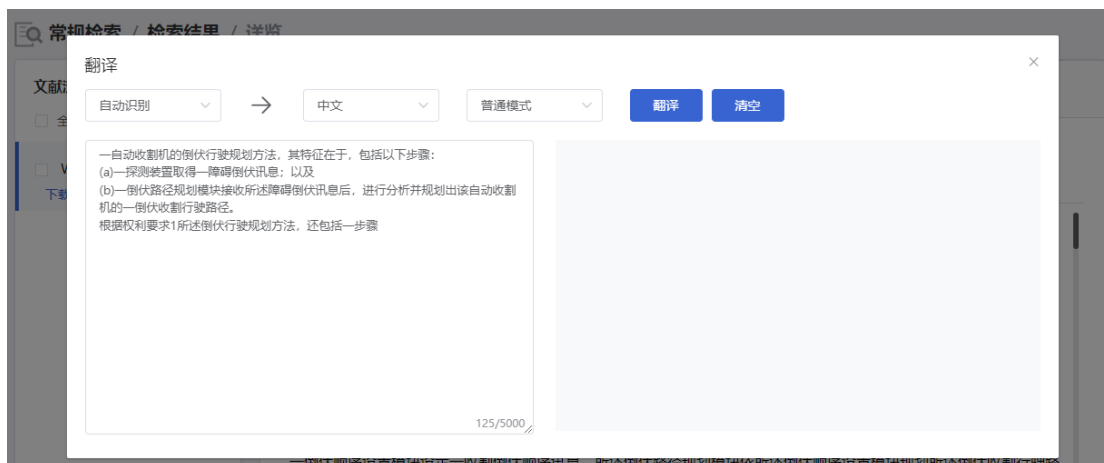 常规检索 / 检索结果 / 详览
翻译
×
文献
自动识别 → 中文 普通模式 翻译 清空
全
一自动收割机的倒伏行驶规划方法，其特征在于，包括以下步骤：
(a)一探测装置取得一障碍倒伏讯息；以及
(b)一倒伏路径规划模块接收所述障碍倒伏讯息后，进行分析并规划出该自动收割
机的一倒伏收割行驶路径。
根据权利要求1所述倒伏行驶规划方法，还包括一步骤
下载
125/5000